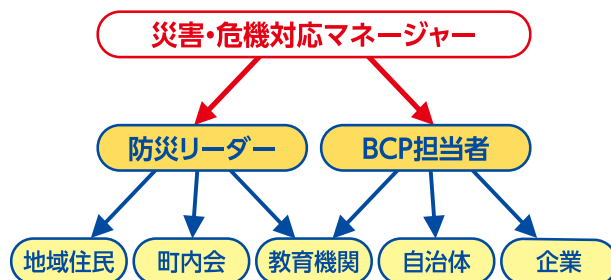 災害・危機対応マネージャー
防災リーダー
BCP担当者
地域住民
町内会
教育機関
自治体
企業